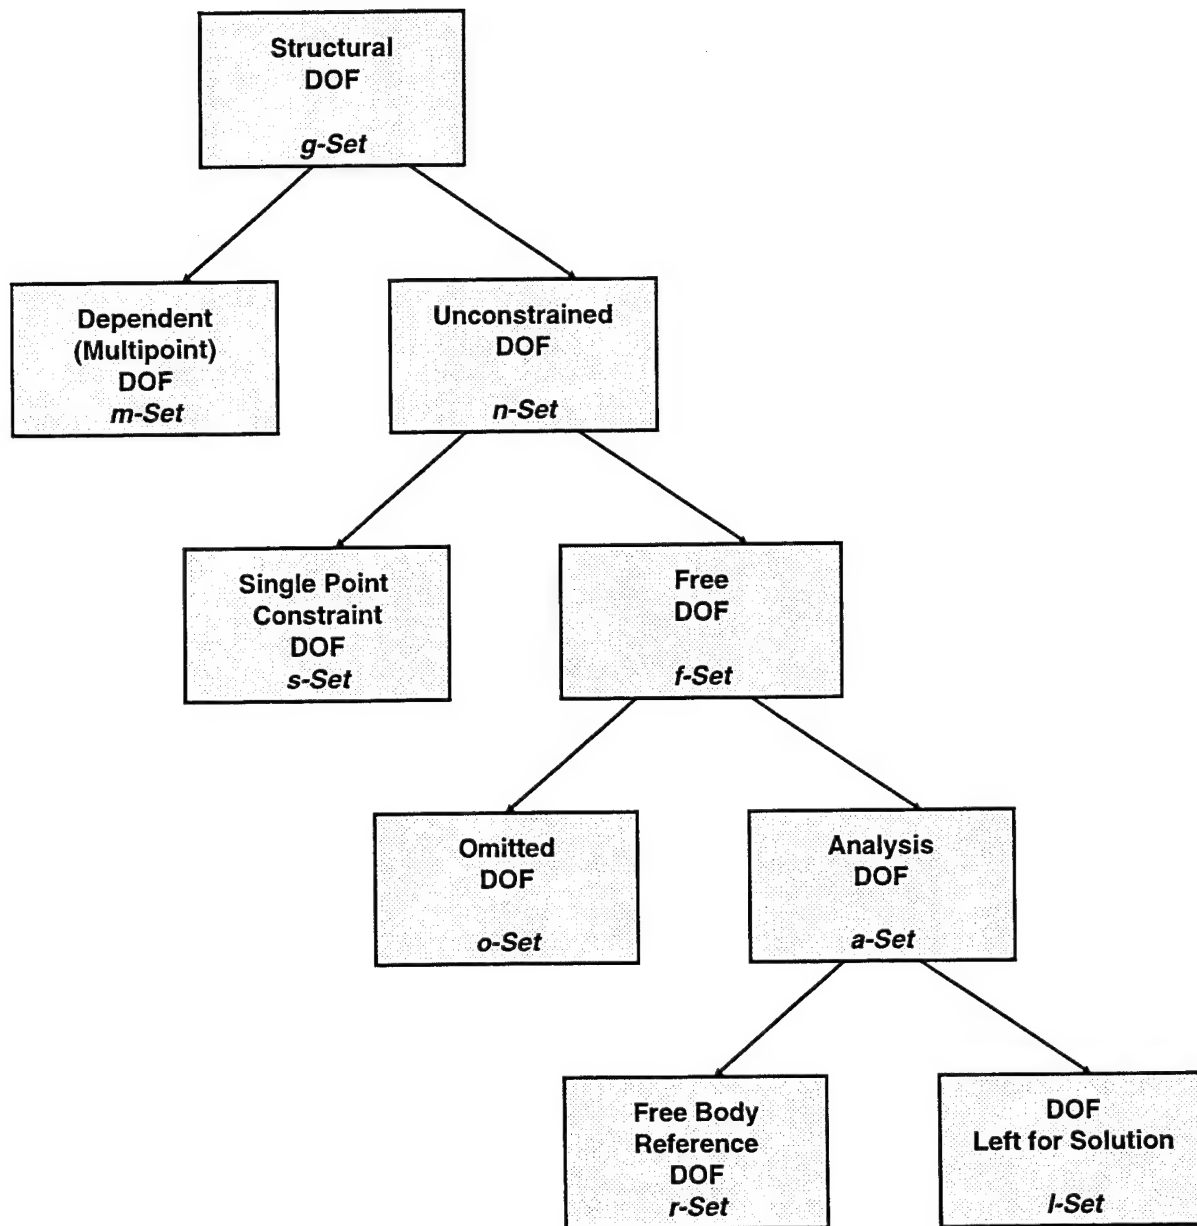 Structural
DOF
g-Set
Dependent
(Multipoint)
DOF
m-Set
Unconstrained
DOF
n-Set
Single Point
Constraint
DOF
s-Set
Free
DOF
f-Set
Omitted
DOF
o-Set
Analysis
DOF
a-Set
Free Body
Reference
DOF
r-Set
DOF
Left for Solution
l-Set